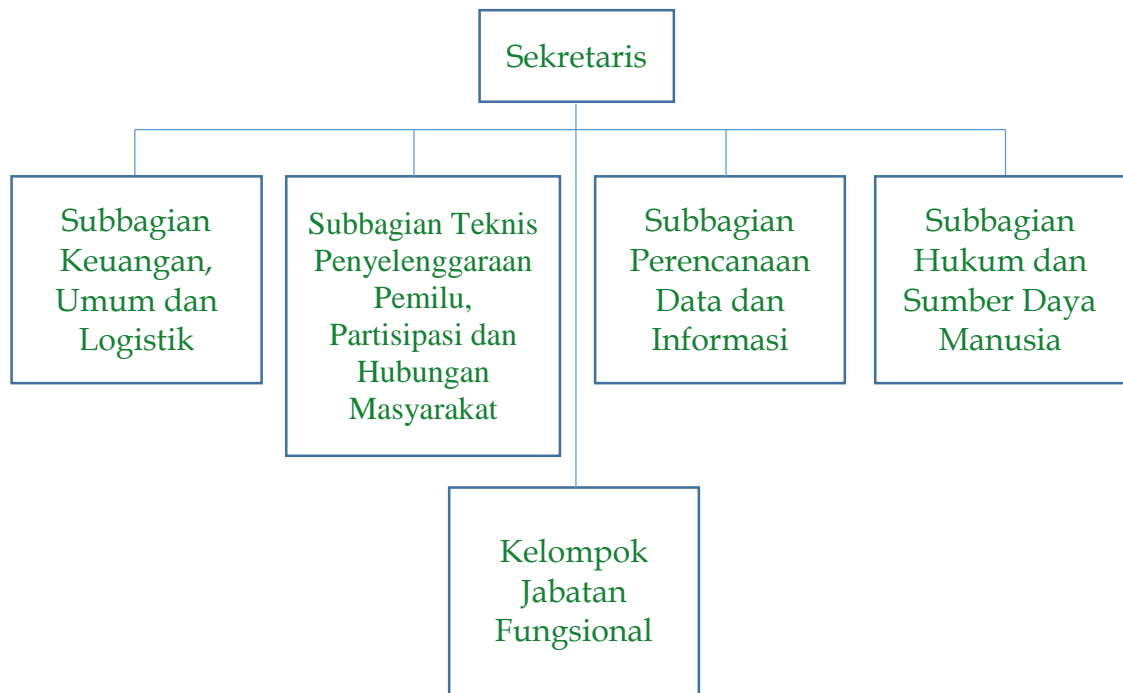 Sekretaris
Subbagian
Keuangan,
Umum dan
Logistik
Subbagian Teknis
Penyelenggaraan
Pemilu,
Partisipasi dan
Hubungan
Masyarakat
Subbagian
Perencanaan
Data dan
Informasi
Subbagian
Hukum dan
Sumber Daya
Manusia
Kelompok
Jabatan
Fungsional